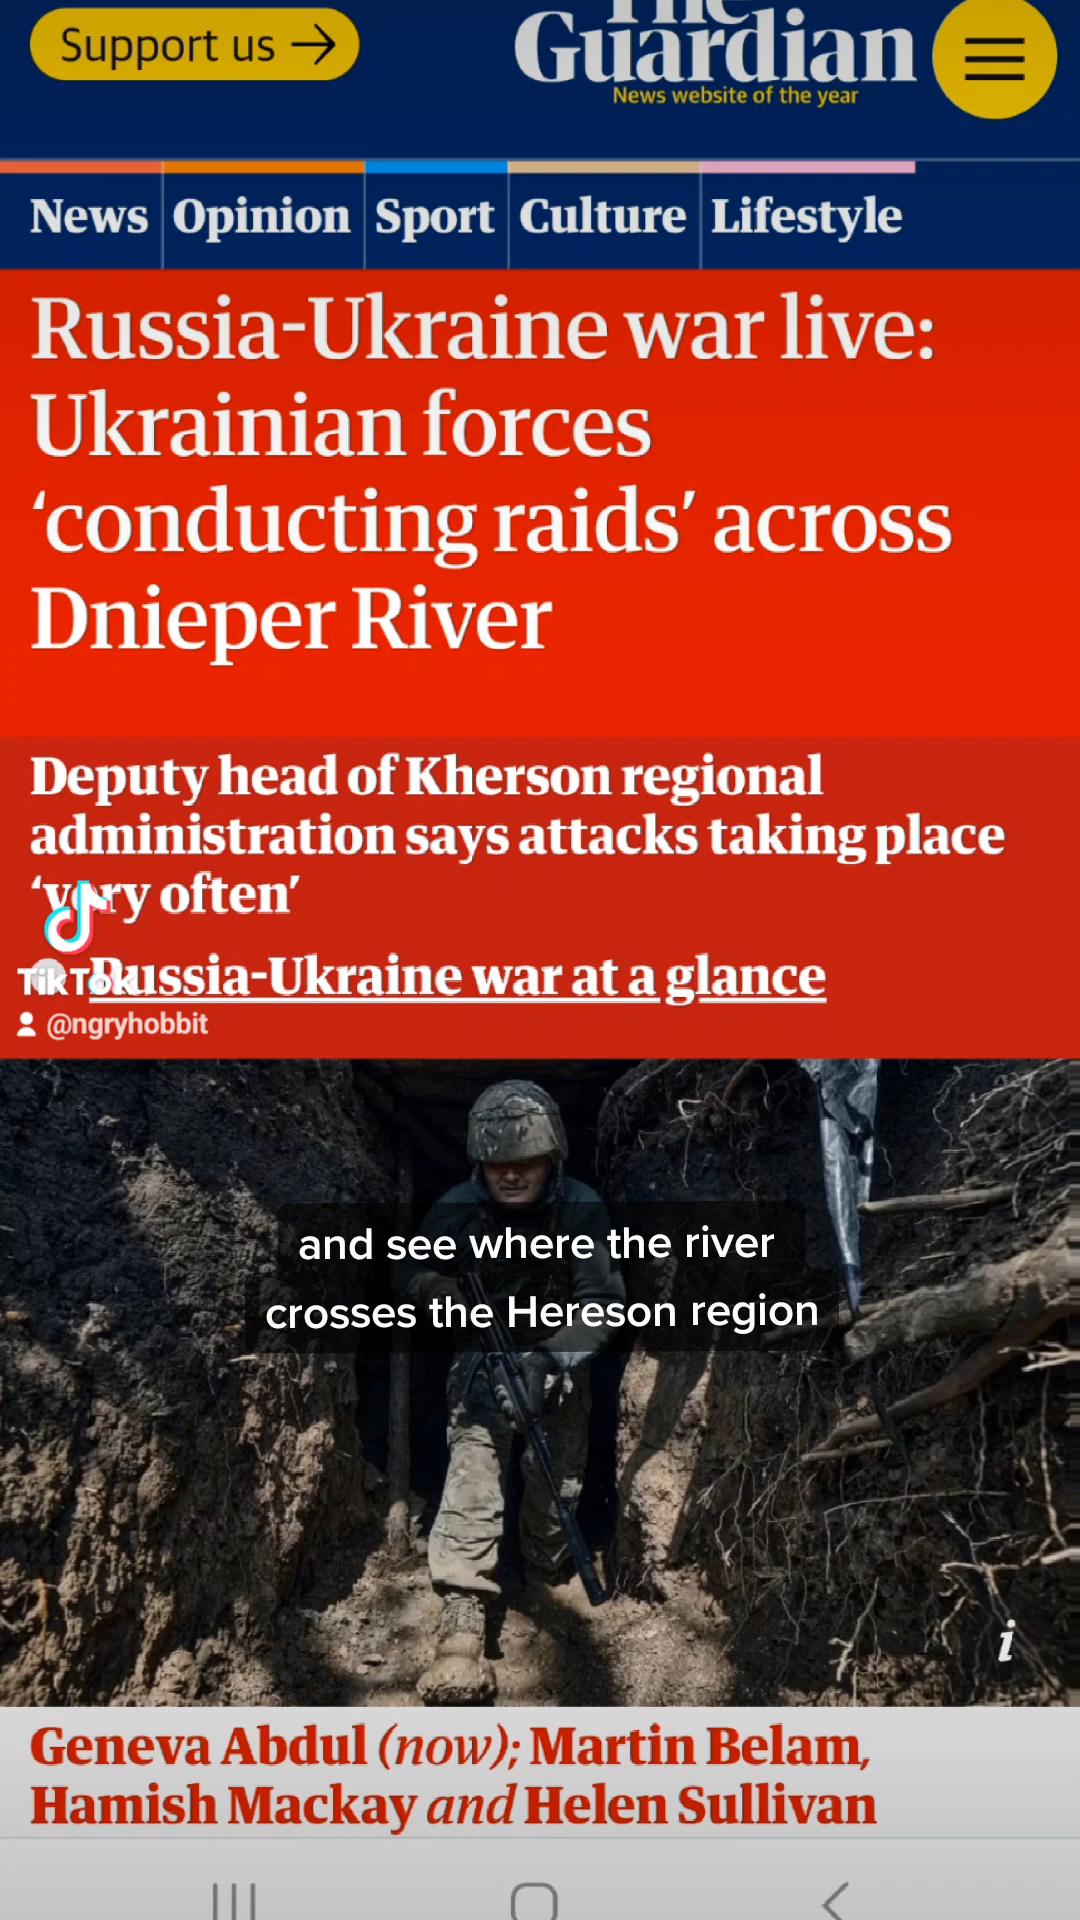 Support us →
The
Guardian
News website of the year
News Opinion Sport Culture Lifestyle
Russia-Ukraine war live:
Ukrainian forces
‘conducting raids’ across
Dnieper River
Deputy head of Kherson regional
administration says attacks taking place
‘very often’
Russia-Ukraine war at a glance
TikTok
@ngryhobbit
and see where the river
crosses the Hereson region
i
Geneva Abdul (now); Martin Belam,
Hamish Mackay and Helen Sullivan